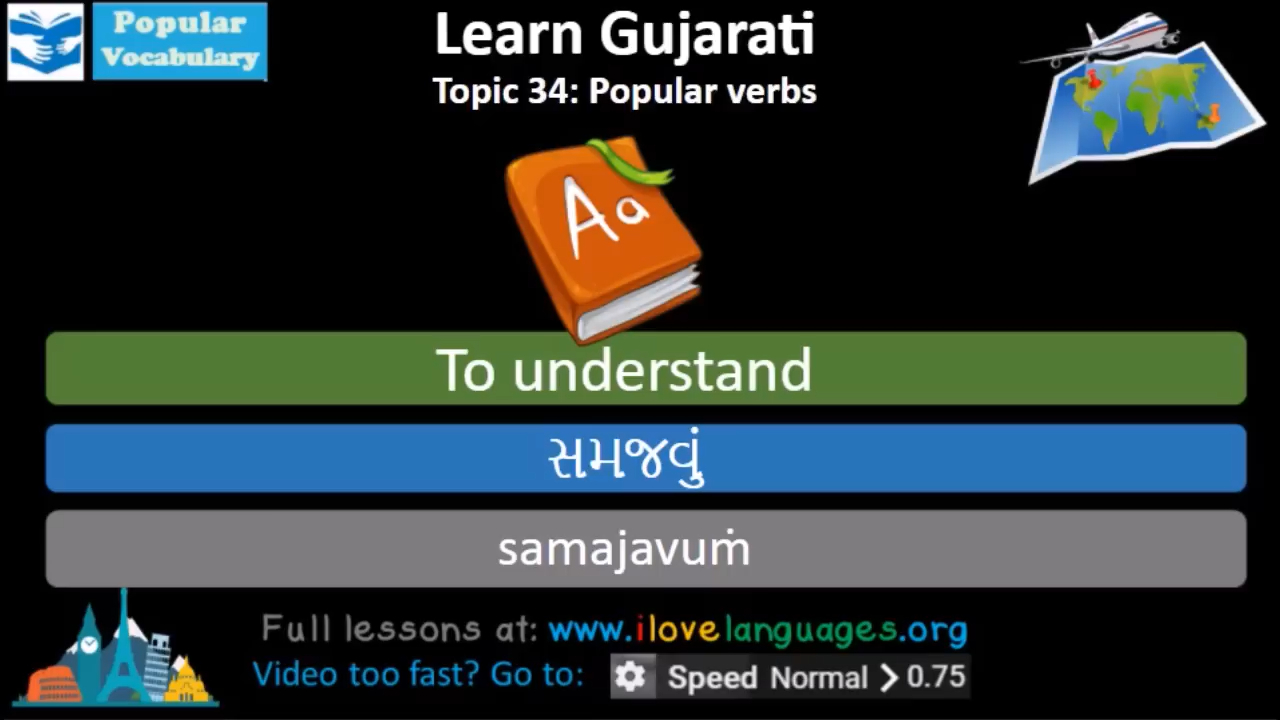 Popular
Vocabulary
Learn Gujarati
Topic 34: Popular verbs
Aa
To understand
સમજવું
samajavuṁ
Full lessons at: www.ilovelanguages.org
Video too fast? Go to: Speed Normal > 0.75